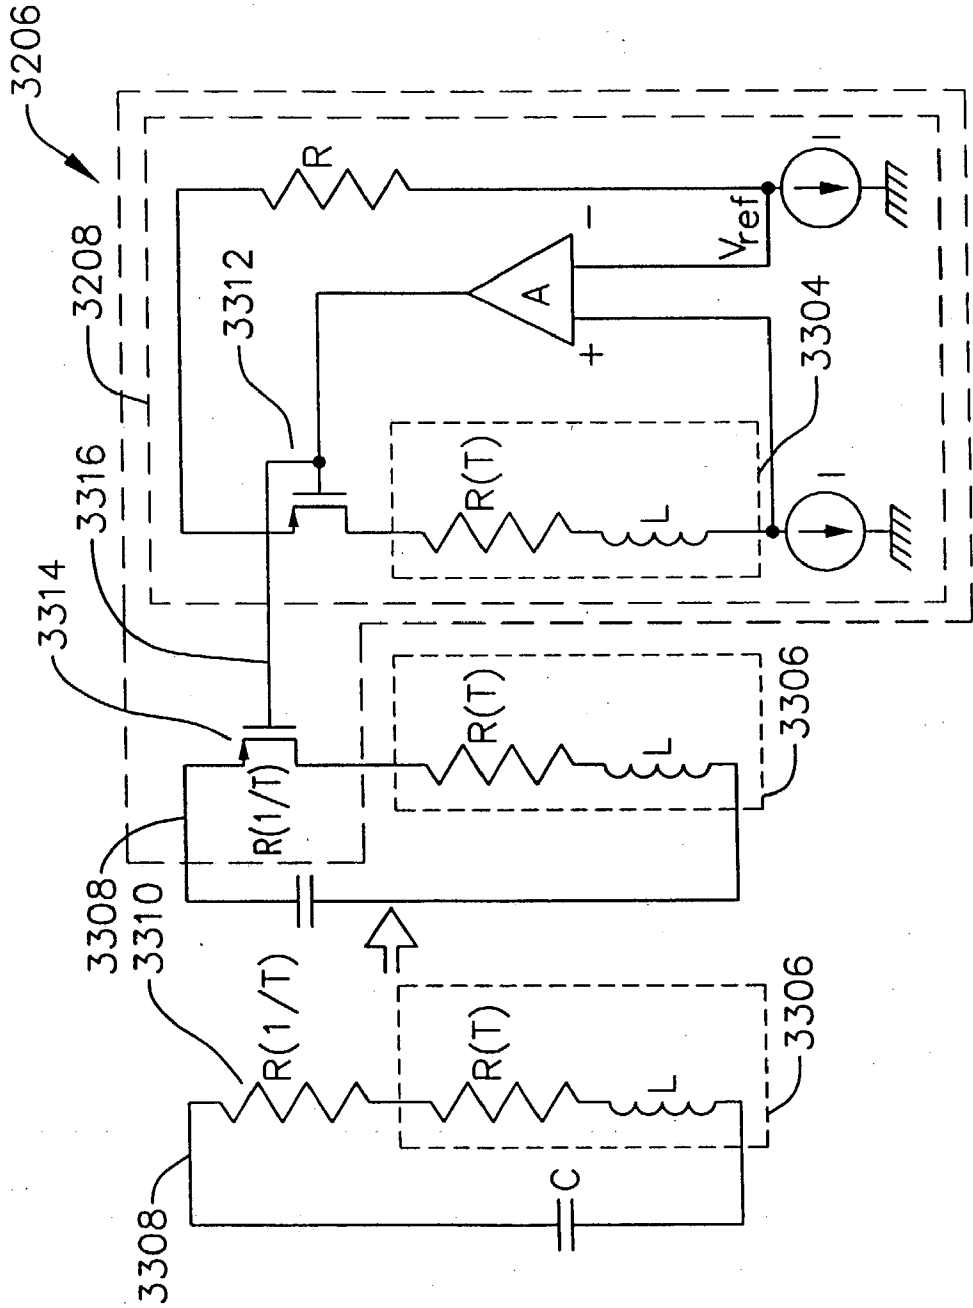 3206
3314
3316
3208
3308
3310
3308
3312
R(1/T)
R(1/T)
R
R(T)
R(T)
R(T)
A
C
+
-
L
L
L
Vref
3306
3306
3304
I
I